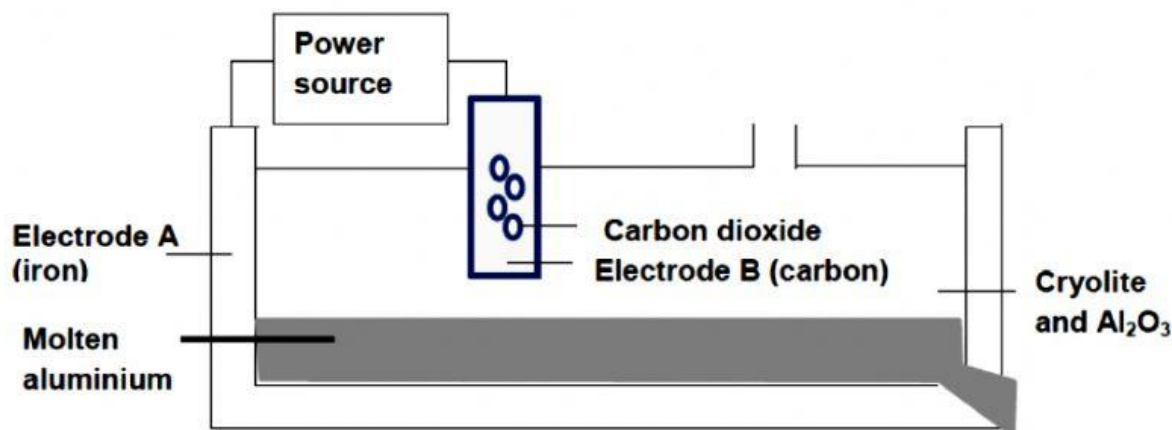 Power
source
Electrode A
(iron)
Molten
aluminium
Carbon dioxide
Electrode B (carbon)
Cryolite
and Al₂O₃